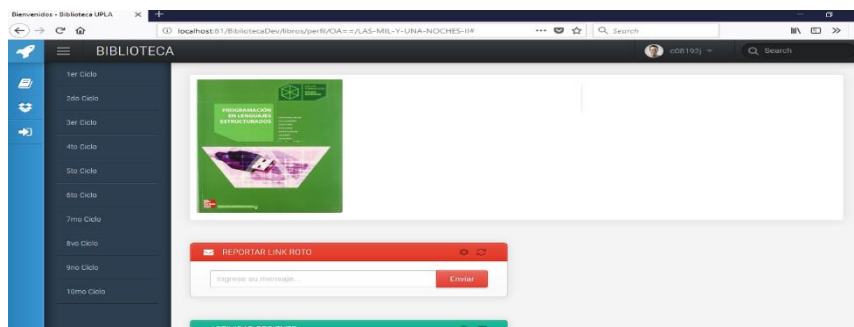 Bienvenidos - Biblioteca UPLA
localhost:81/BibliotecaDev/libros/perfil/OA==/LAS-MIL-Y-UNA-NOCHES-II#
Search
BIBLIOTECA
c08192j
Search
1er Ciclo
2do Ciclo
3er Ciclo
4to Ciclo
5to Ciclo
6to Ciclo
7mo Ciclo
8vo Ciclo
9no Ciclo
10mo Ciclo
PROGRAMACIÓN
EN LENGUAJES
ESTRUCTURADOS
REPORTAR LINK ROTO
Ingrese su mensaje...
Enviar